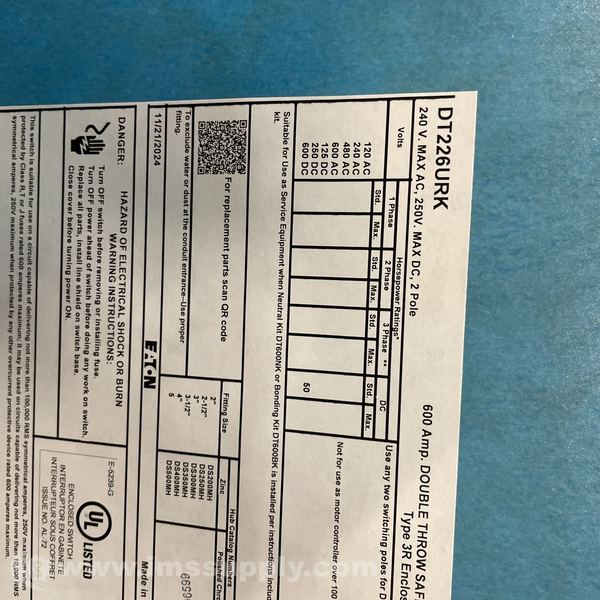 DT226URK
600 Amp. DOUBLE THROW SAF
240 V. MAX AC, 250V. MAX DC, 2 Pole
Type 3R Enclos
Volts
Horsepower Ratings*
Use any two switching poles for D
1 Phase
2 Phase
3 Phase **
DC
Std. Max. Std. Max. Std. Max. Std. Max.
120 AC
240 AC
480 AC
600 AC
125 DC
250 DC 50
600 DC
Not for use as motor controller over 100
Suitable for Use as Service Equipment when Neutral Kit DT600NK or Bonding Kit DT600BK is installed per instructions inclu
kit.
For replacement parts scan QR code
To exclude water or dust at the conduit entrance–Use proper
fitting.
Fitting Size
Hub Catalog Numbers
Zinc
Polished Chro
2" DS200MH
2-1/2" DS250MH
3" DS300MH
3-1/2" DS350MH
4" DS400MH
5 DS500MH
11/21/2024
EATON
Made in
DANGER:
HAZARD OF ELECTRICAL SHOCK OR BURN
WARNING INSTRUCTIONS:
Turn OFF switch before removing or installing fuse.
Turn OFF power ahead of switch before doing any work on switch.
Replace all parts, install line shield on switch base.
Close cover before turning power ON.
E-5239-G
UL
LISTED
ENCLOSED SWITCH
INTERRUPTOR EN GABINETE
INTERRUPTEUR SOUS COFFRET
ISSUE NO. AL-72
This switch is suitable for use on a circuit capable of delivering not more than 100,000 RMS symmetrical amperes, 250V maximum when
protected by Class R,T or J fuses rated 600 amperes maximum; it may be used on circuits capable of delivering not more than 10,000 RMS
symmetrical amperes, 250V maximum when protected by any other overcurrent protective device rated 600 amperes maximum.
www.imssupply.com